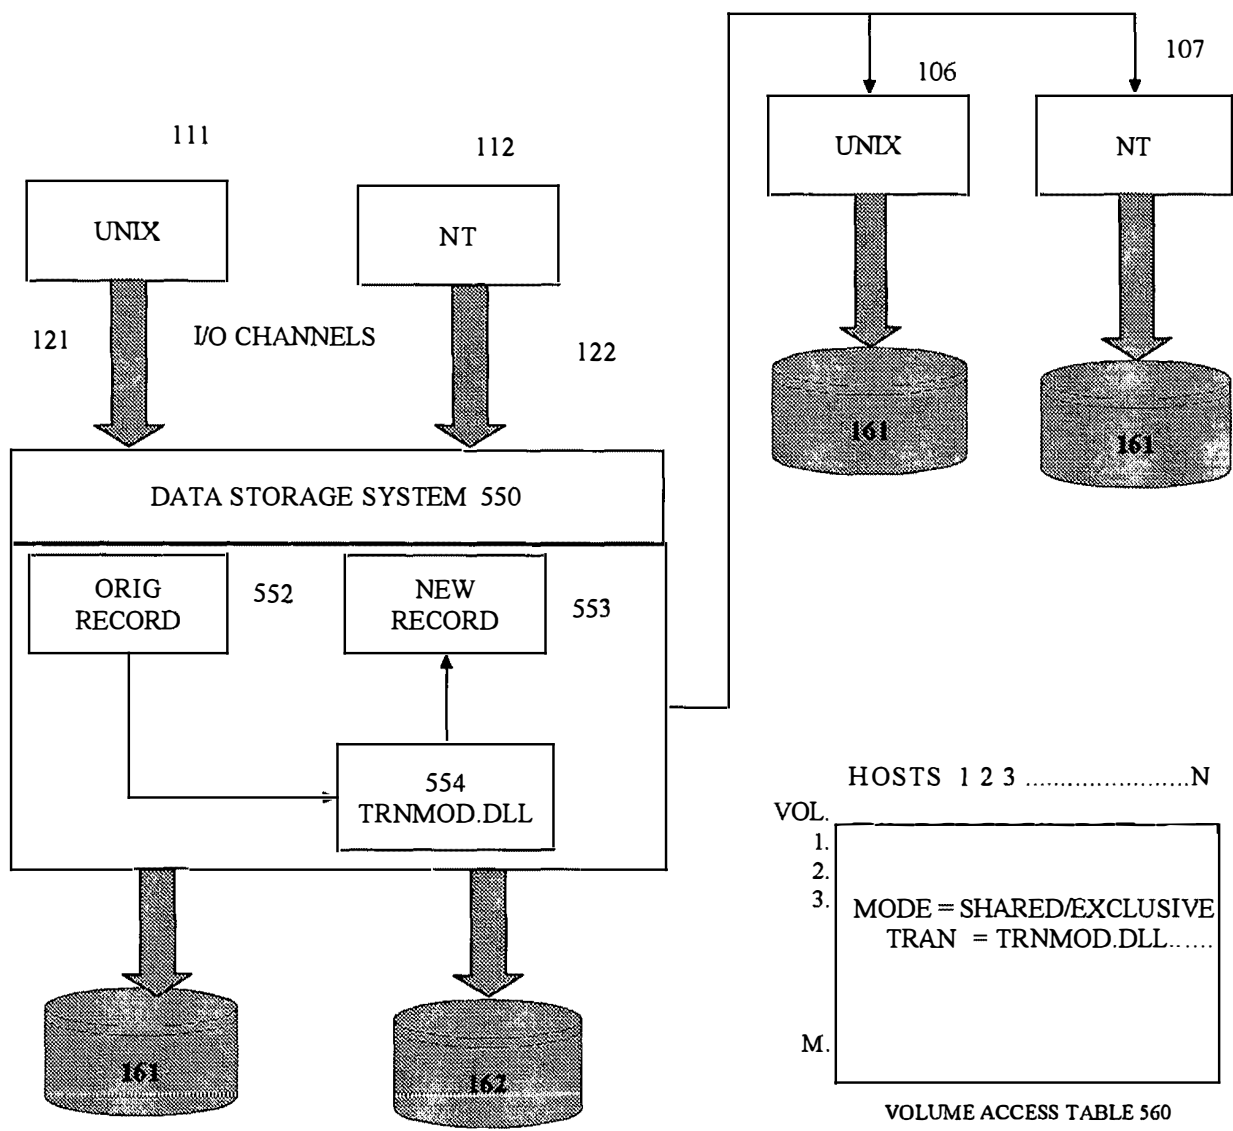 107
106
UNIX
NT
111
112
UNIX
NT
121
I/O CHANNELS
122
161
161
DATA STORAGE SYSTEM 550
ORIG
RECORD
552
NEW
RECORD
553
554
TRNMOD.DLL
HOSTS 1 2 3 ......................N
VOL.
1.
2.
3.
MODE = SHARED/EXCLUSIVE
TRAN = TRNMOD.DLL......
M.
161
162
VOLUME ACCESS TABLE 560